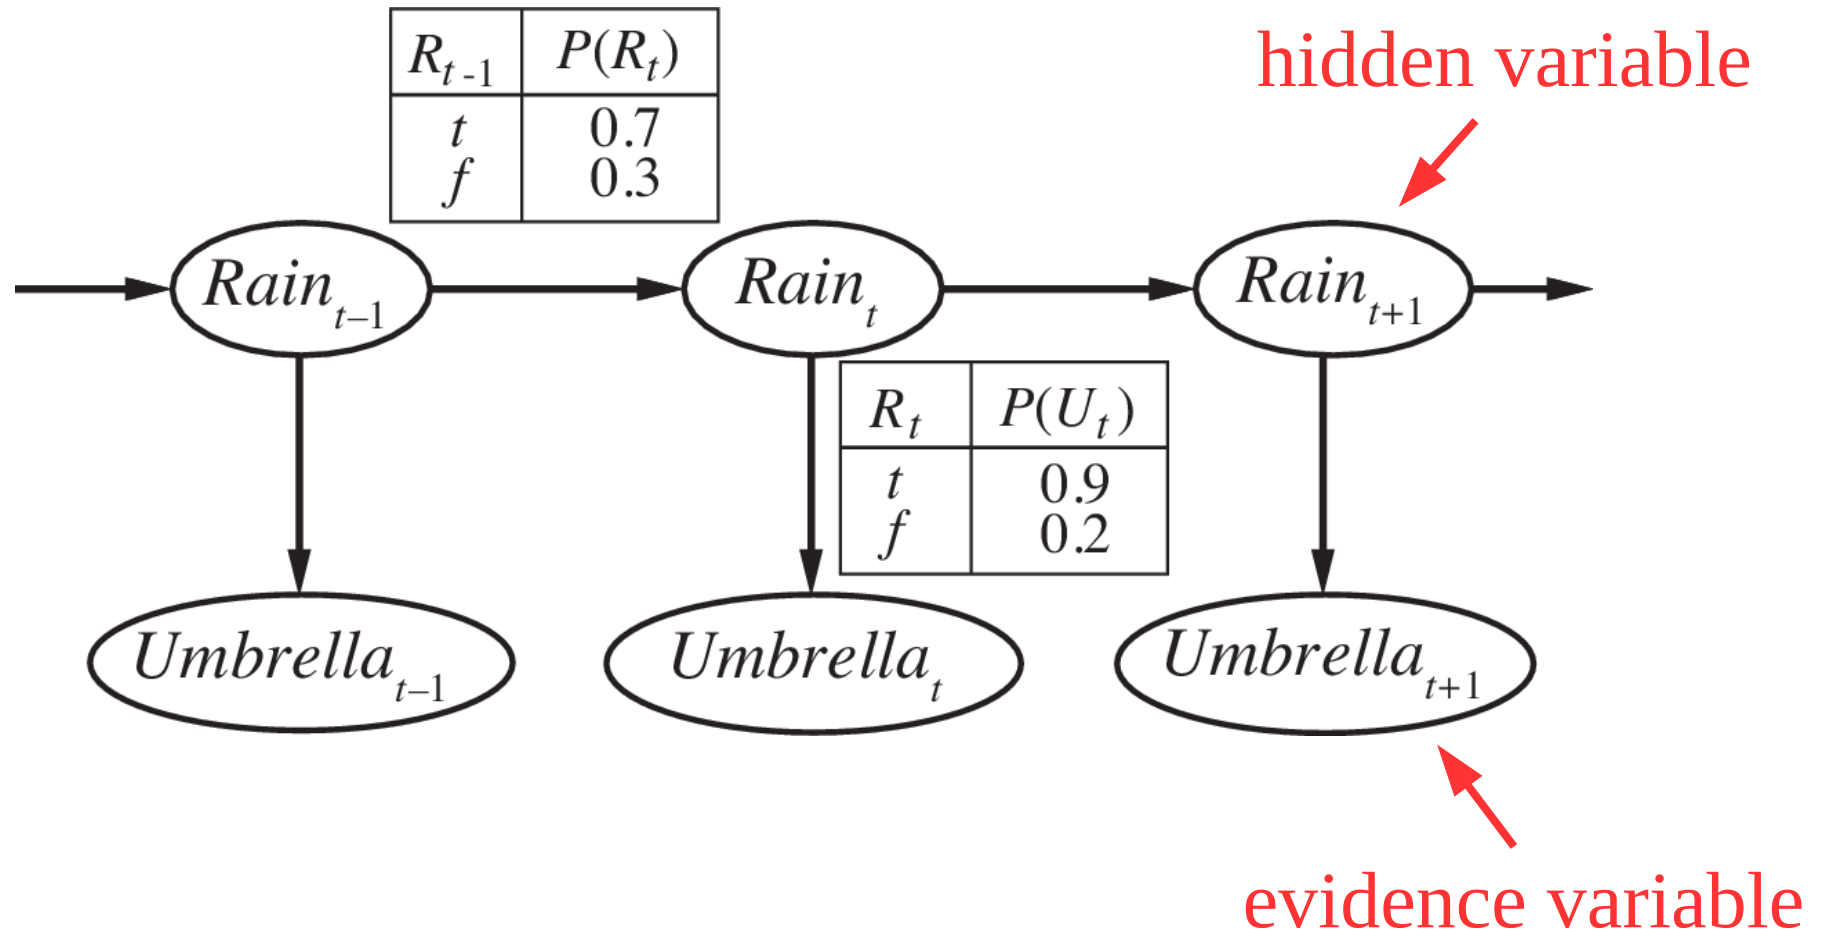 R_{t-1} P(R_t)
t 0.7
f 0.3
hidden variable
Rain_{t–1} Rain_t Rain_{t+1}
R_t P(U_t)
t 0.9
f 0.2
Umbrella_{t–1} Umbrella_t Umbrella_{t+1}
evidence variable